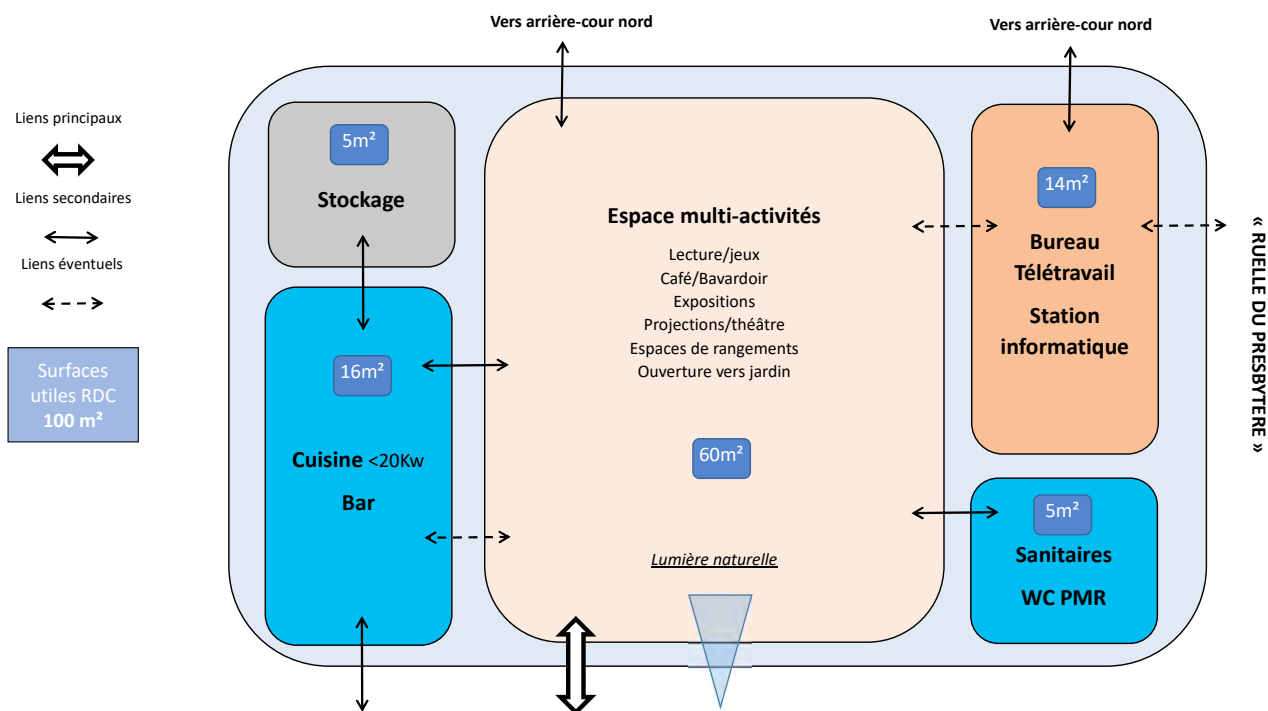 Vers arrière-cour nord
Vers arrière-cour nord
Liens principaux
Liens secondaires
Liens éventuels
Surfaces
utiles RDC
100 m²
5m²
Stockage
16m²
Cuisine <20Kw
Bar
Espace multi-activités
Lecture/jeux
Café/Bavardoir
Expositions
Projections/théâtre
Espaces de rangements
Ouverture vers jardin
60m²
Lumière naturelle
14m²
Bureau
Télétravail
Station
informatique
5m²
Sanitaires
WC PMR
« RUELLE DU PRESBYTERE »